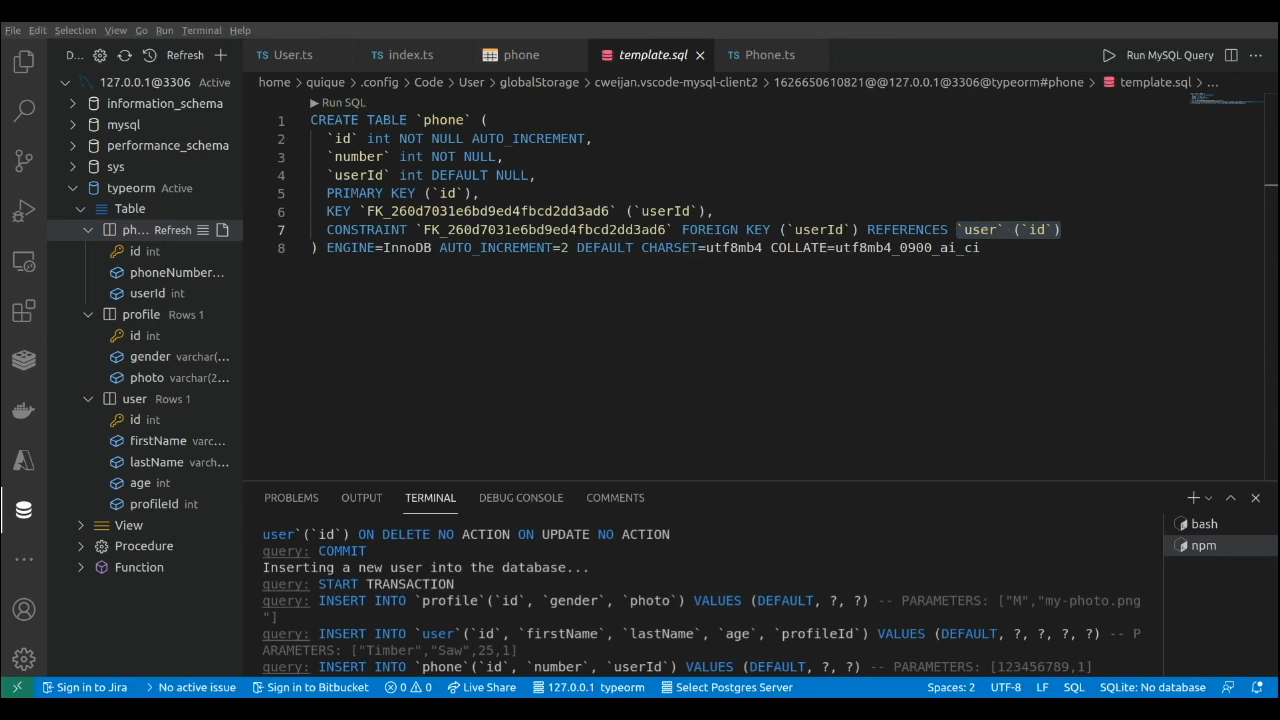 File Edit Selection View Go Run Terminal Help
D... Refresh
User.ts index.ts phone template.sql Phone.ts Run MySQL Query ...
home > quique > .config > Code > User > globalStorage > cweijan.vscode-mysql-client2 > 1626650610821@@127.0.0.1@3306@typeorm#phone > template.sql > ...
127.0.0.1@3306 Active
information_schema
mysql
performance_schema
sys
typeorm Active
Table
ph... Refresh
id int
phoneNumber...
userId int
profile Rows 1
id int
gender varchar(...
photo varchar(2...
user Rows 1
id int
firstName varc...
lastName varch...
age int
profileId int
View
Procedure
Function
Run SQL
1 CREATE TABLE `phone` (
2 `id` int NOT NULL AUTO_INCREMENT,
3 `number` int NOT NULL,
4 `userId` int DEFAULT NULL,
5 PRIMARY KEY (`id`),
6 KEY `FK_260d7031e6bd9ed4fbcd2dd3ad6` (`userId`),
7 CONSTRAINT `FK_260d7031e6bd9ed4fbcd2dd3ad6` FOREIGN KEY (`userId`) REFERENCES `user` (`id`)
8 ) ENGINE=InnoDB AUTO_INCREMENT=2 DEFAULT CHARSET=utf8mb4 COLLATE=utf8mb4_0900_ai_ci
PROBLEMS OUTPUT TERMINAL DEBUG CONSOLE COMMENTS
bash
npm
user`(`id`) ON DELETE NO ACTION ON UPDATE NO ACTION
query: COMMIT
Inserting a new user into the database...
query: START TRANSACTION
query: INSERT INTO `profile`(`id`, `gender`, `photo`) VALUES (DEFAULT, ?, ?) -- PARAMETERS: ["M","my-photo.png
"]
query: INSERT INTO `user`(`id`, `firstName`, `lastName`, `age`, `profileId`) VALUES (DEFAULT, ?, ?, ?, ?) -- P
ARAMETERS: ["Timber","Saw",25,1]
query: INSERT INTO `phone`(`id`, `number`, `userId`) VALUES (DEFAULT, ?, ?) -- PARAMETERS: [123456789,1]
Sign in to Jira No active issue Sign in to Bitbucket 0 0 Live Share 127.0.0.1 typeorm Select Postgres Server Spaces: 2 UTF-8 LF SQL SQLite: No database